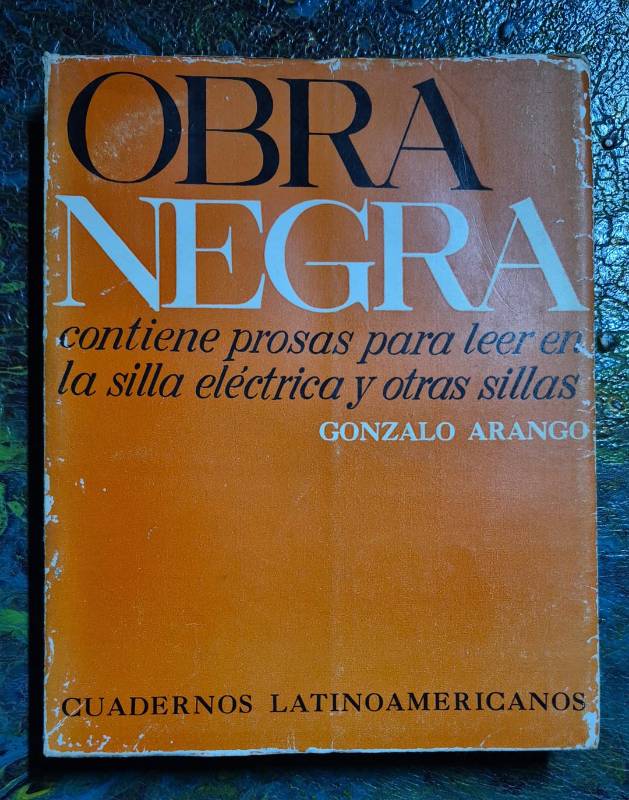 OBRA
NEGRA
contiene prosas para leer en
la silla eléctrica y otras sillas
GONZALO ARANGO
CUADERNOS LATINOAMERICANOS